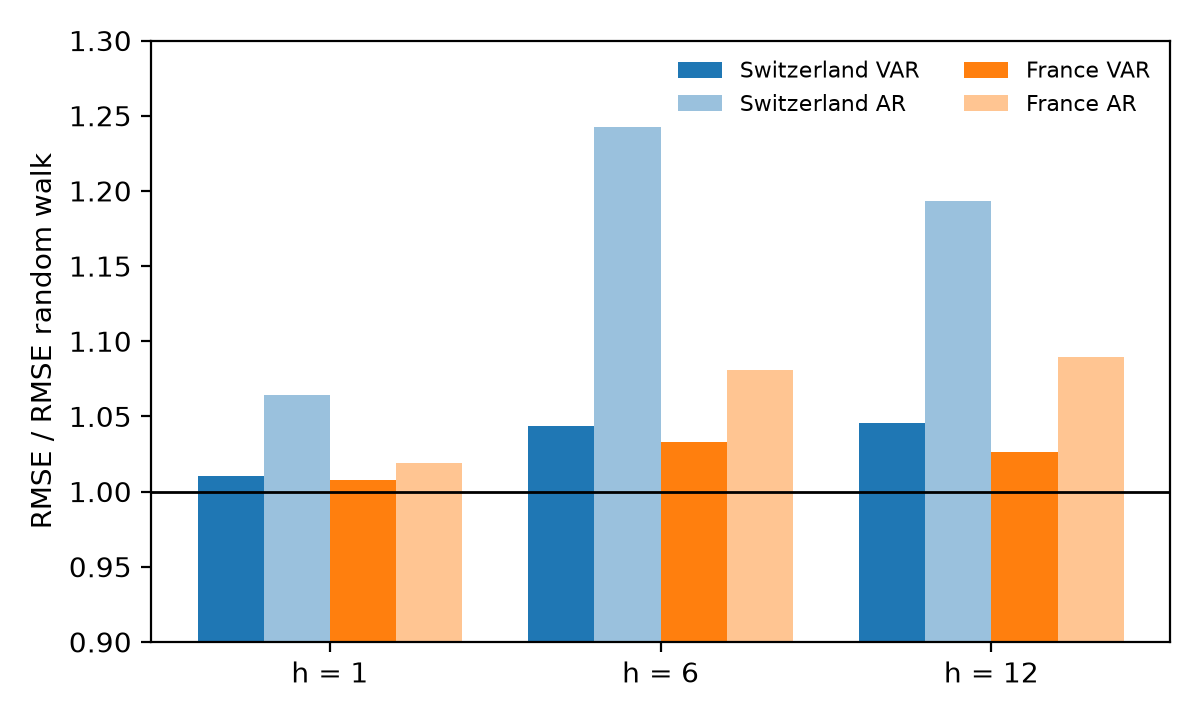 1.30
1.25
1.20
1.15
1.10
1.05
1.00
0.95
0.90
RMSE / RMSE random walk
Switzerland VAR
Switzerland AR
France VAR
France AR
h = 1
h = 6
h = 12